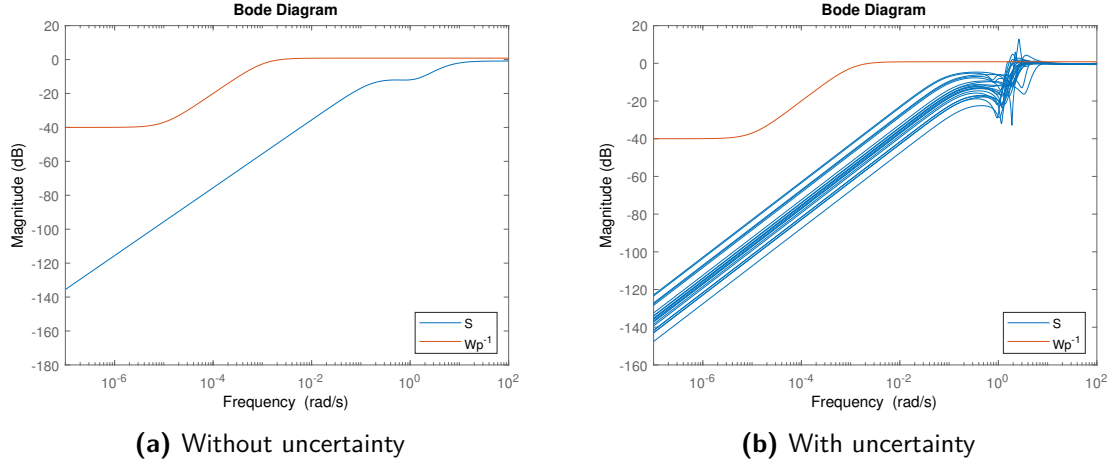 Bode Diagram
20
0
-20
-40
-60
-80
-100
-120
-140
-160
-180
Magnitude (dB)
S
Wp⁻¹
10⁻⁶ 10⁻⁴ 10⁻² 10⁰ 10²
Frequency (rad/s)
(a) Without uncertainty
Bode Diagram
20
0
-20
-40
-60
-80
-100
-120
-140
-160
Magnitude (dB)
S
Wp⁻¹
10⁻⁶ 10⁻⁴ 10⁻² 10⁰ 10²
Frequency (rad/s)
(b) With uncertainty